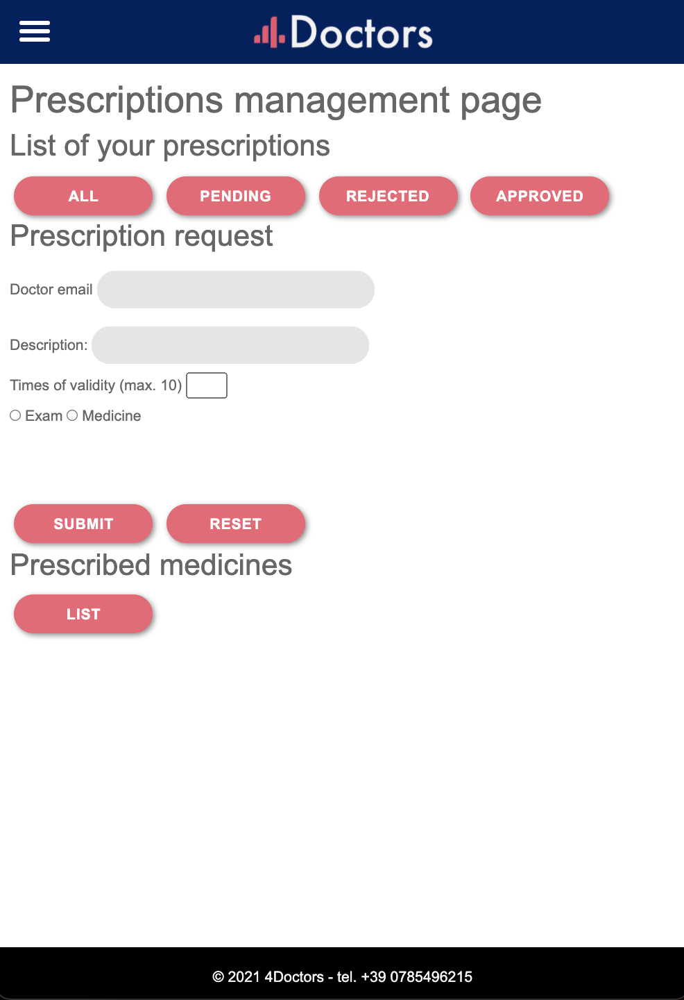 Doctors
Prescriptions management page
List of your prescriptions
ALL PENDING REJECTED APPROVED
Prescription request
Doctor email
Description:
Times of validity (max. 10)
Exam Medicine
SUBMIT RESET
Prescribed medicines
LIST
© 2021 4Doctors - tel. +39 0785496215